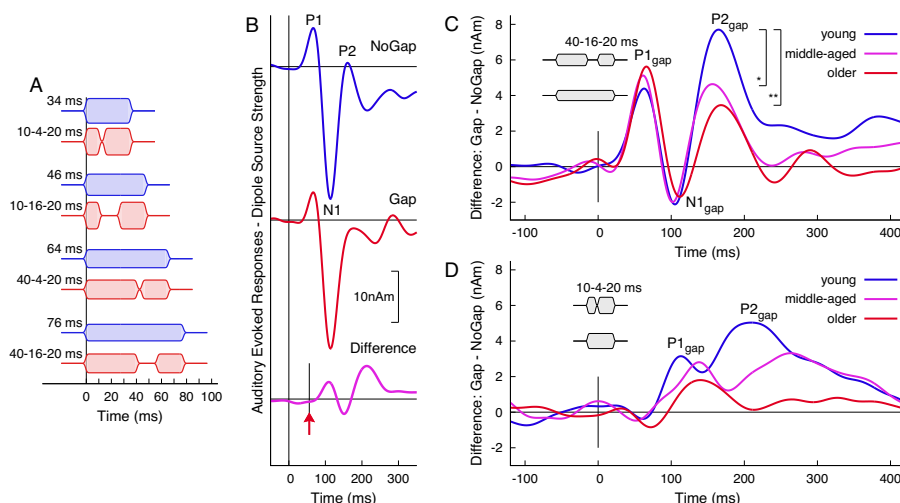 A
34 ms
10-4-20 ms
46 ms
10-16-20 ms
64 ms
40-4-20 ms
76 ms
40-16-20 ms
0 20 40 60 80 100
Time (ms)
B
Auditory Evoked Responses - Dipole Source Strength
P1
NoGap
P2
N1
Gap
10nAm
Difference
0 100 200 300
Time (ms)
C
Difference: Gap - NoGap (nAm)
8
6
4
2
0
-2
40-16-20 ms
P1gap
P2gap
N1gap
young
middle-aged
older
*
**
-100 0 100 200 300 400
Time (ms)
D
Difference: Gap - NoGap (nAm)
8
6
4
2
0
-2
10-4-20 ms
P1gap
P2gap
young
middle-aged
older
-100 0 100 200 300 400
Time (ms)